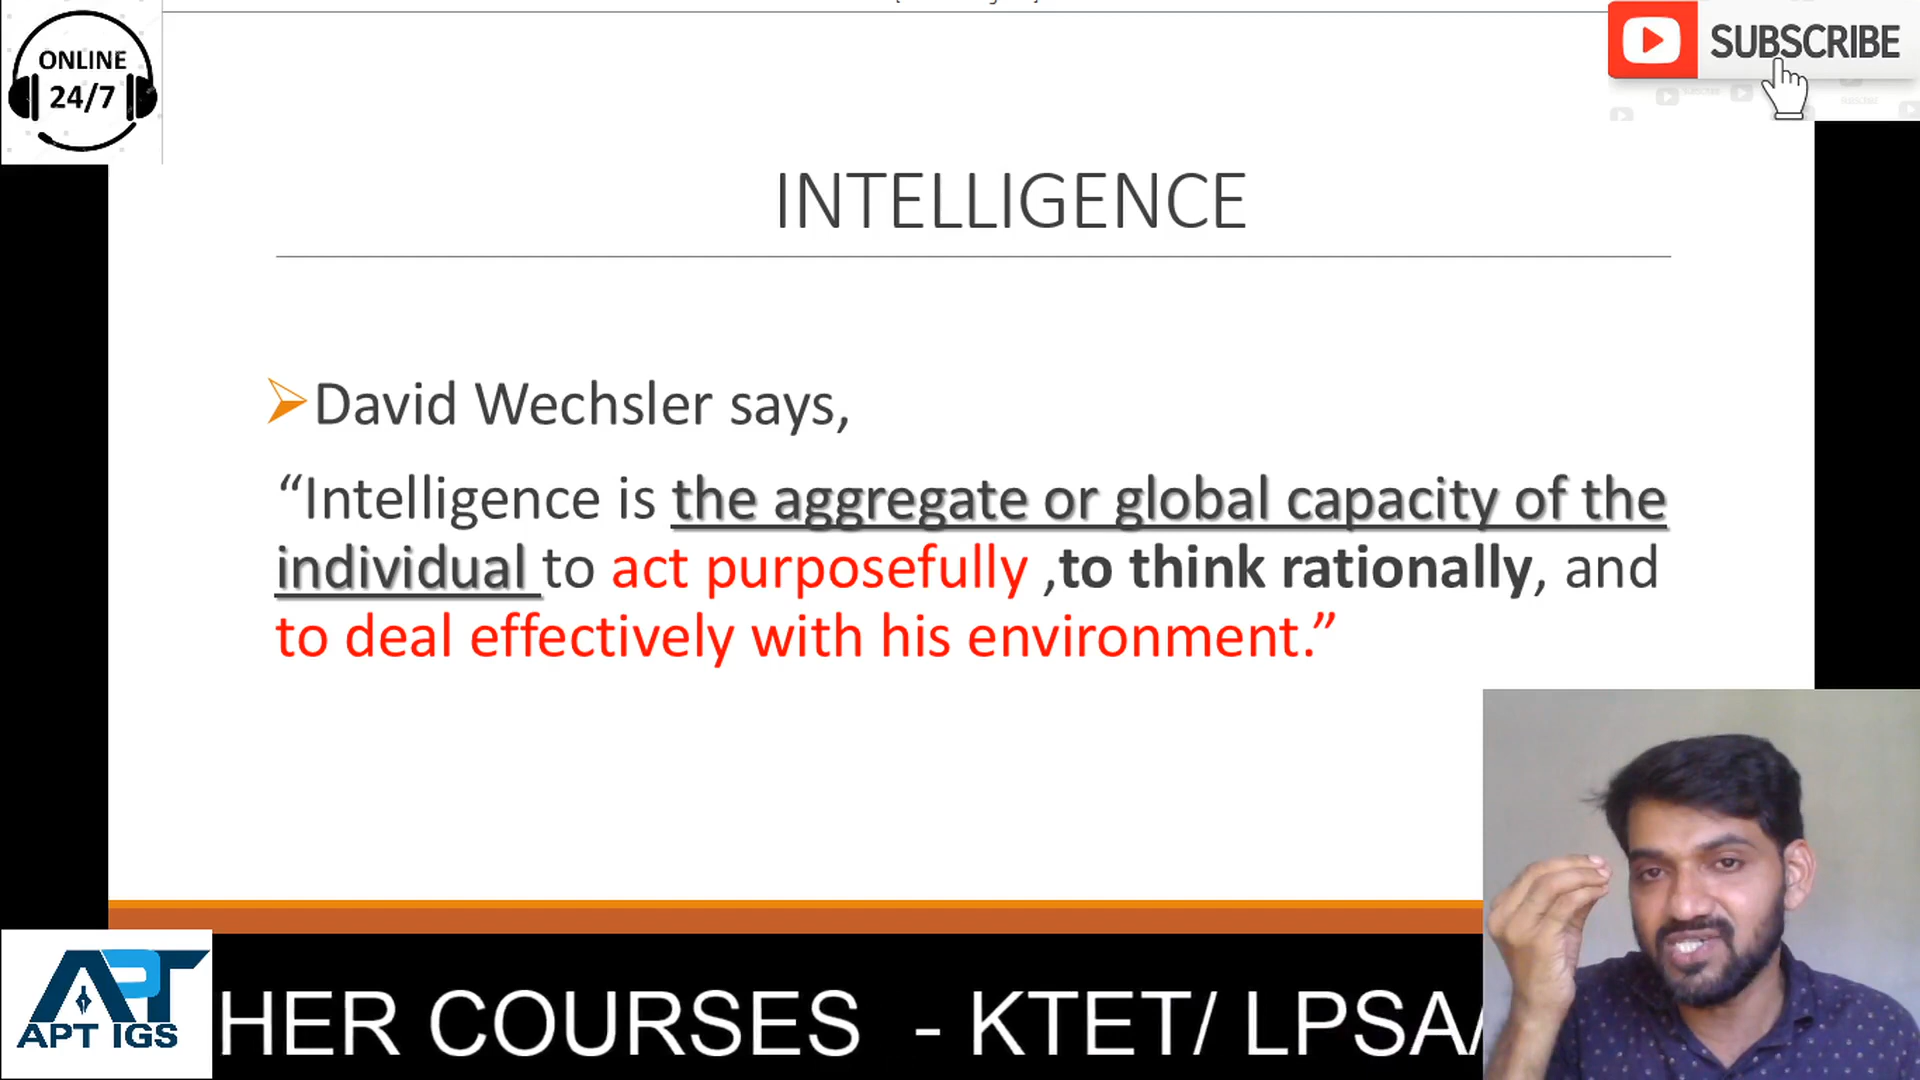 ONLINE
24/7
SUBSCRIBE
INTELLIGENCE
David Wechsler says,
“Intelligence is the aggregate or global capacity of the
individual to act purposefully ,to think rationally, and
to deal effectively with his environment.”
APT
APT IGS
HER COURSES - KTET/ LPSA/